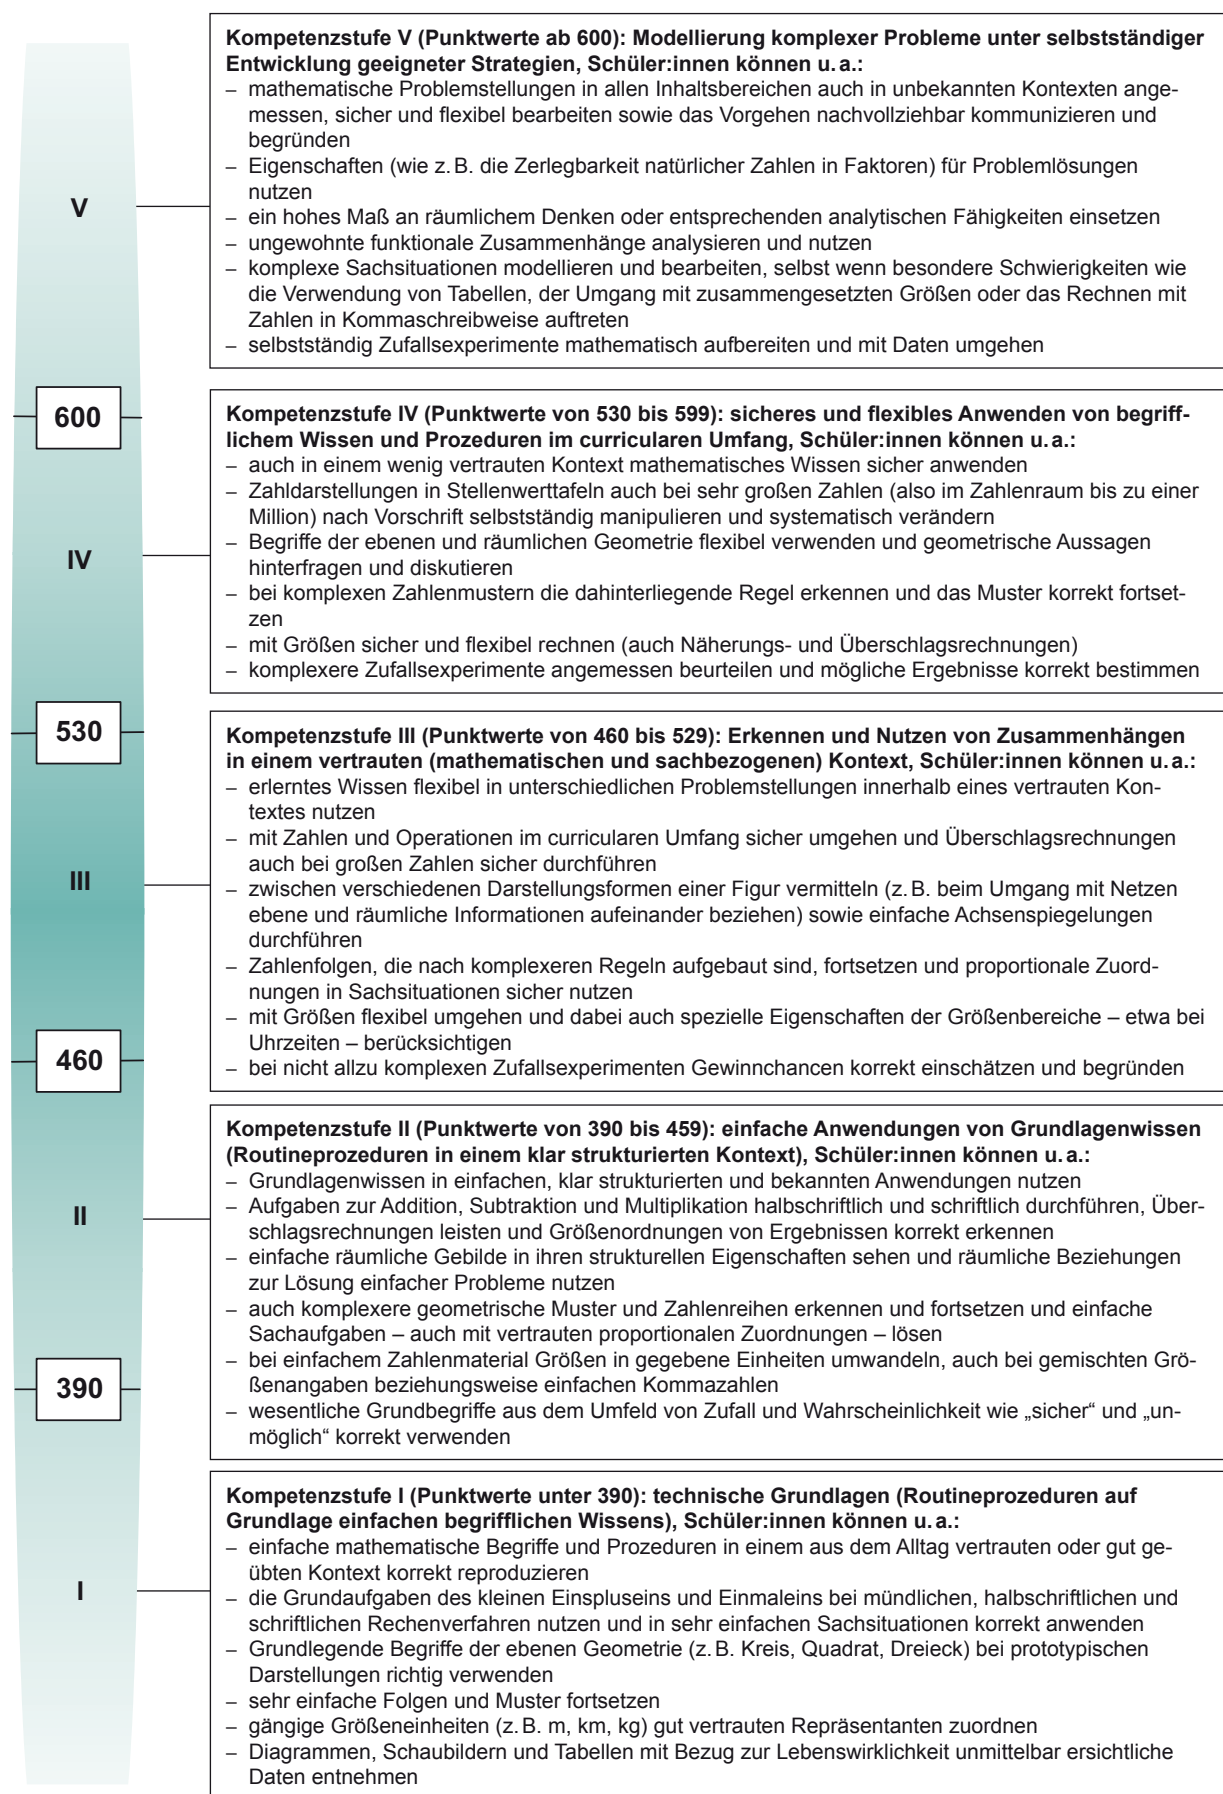 Kompetenzstufe V (Punktwerte ab 600): Modellierung komplexer Probleme unter selbstständiger
Entwicklung geeigneter Strategien, Schüler:innen können u. a.:
– mathematische Problemstellungen in allen Inhaltsbereichen auch in unbekannten Kontexten ange-
messen, sicher und flexibel bearbeiten sowie das Vorgehen nachvollziehbar kommunizieren und
begründen
– Eigenschaften (wie z. B. die Zerlegbarkeit natürlicher Zahlen in Faktoren) für Problemlösungen
nutzen
V
– ein hohes Maß an räumlichem Denken oder entsprechenden analytischen Fähigkeiten einsetzen
– ungewohnte funktionale Zusammenhänge analysieren und nutzen
– komplexe Sachsituationen modellieren und bearbeiten, selbst wenn besondere Schwierigkeiten wie
die Verwendung von Tabellen, der Umgang mit zusammengesetzten Größen oder das Rechnen mit
Zahlen in Kommaschreibweise auftreten
– selbstständig Zufallsexperimente mathematisch aufbereiten und mit Daten umgehen
600
Kompetenzstufe IV (Punktwerte von 530 bis 599): sicheres und flexibles Anwenden von begriff-
lichem Wissen und Prozeduren im curricularen Umfang, Schüler:innen können u. a.:
– auch in einem wenig vertrauten Kontext mathematisches Wissen sicher anwenden
– Zahldarstellungen in Stellenwerttafeln auch bei sehr großen Zahlen (also im Zahlenraum bis zu einer
Million) nach Vorschrift selbstständig manipulieren und systematisch verändern
– Begriffe der ebenen und räumlichen Geometrie flexibel verwenden und geometrische Aussagen
hinterfragen und diskutieren
IV
– bei komplexen Zahlenmustern die dahinterliegende Regel erkennen und das Muster korrekt fortset-
zen
– mit Größen sicher und flexibel rechnen (auch Näherungs- und Überschlagsrechnungen)
– komplexere Zufallsexperimente angemessen beurteilen und mögliche Ergebnisse korrekt bestimmen
530
Kompetenzstufe III (Punktwerte von 460 bis 529): Erkennen und Nutzen von Zusammenhängen
in einem vertrauten (mathematischen und sachbezogenen) Kontext, Schüler:innen können u. a.:
– erlerntes Wissen flexibel in unterschiedlichen Problemstellungen innerhalb eines vertrauten Kon-
textes nutzen
– mit Zahlen und Operationen im curricularen Umfang sicher umgehen und Überschlagsrechnungen
auch bei großen Zahlen sicher durchführen
III
– zwischen verschiedenen Darstellungsformen einer Figur vermitteln (z. B. beim Umgang mit Netzen
ebene und räumliche Informationen aufeinander beziehen) sowie einfache Achsenspiegelungen
durchführen
– Zahlenfolgen, die nach komplexeren Regeln aufgebaut sind, fortsetzen und proportionale Zuord-
nungen in Sachsituationen sicher nutzen
– mit Größen flexibel umgehen und dabei auch spezielle Eigenschaften der Größenbereiche – etwa bei
Uhrzeiten – berücksichtigen
– bei nicht allzu komplexen Zufallsexperimenten Gewinnchancen korrekt einschätzen und begründen
460
Kompetenzstufe II (Punktwerte von 390 bis 459): einfache Anwendungen von Grundlagenwissen
(Routineprozeduren in einem klar strukturierten Kontext), Schüler:innen können u. a.:
– Grundlagenwissen in einfachen, klar strukturierten und bekannten Anwendungen nutzen
– Aufgaben zur Addition, Subtraktion und Multiplikation halbschriftlich und schriftlich durchführen, Über-
schlagsrechnungen leisten und Größenordnungen von Ergebnissen korrekt erkennen
II
– einfache räumliche Gebilde in ihren strukturellen Eigenschaften sehen und räumliche Beziehungen
zur Lösung einfacher Probleme nutzen
– auch komplexere geometrische Muster und Zahlenreihen erkennen und fortsetzen und einfache
Sachaufgaben – auch mit vertrauten proportionalen Zuordnungen – lösen
– bei einfachem Zahlenmaterial Größen in gegebene Einheiten umwandeln, auch bei gemischten Grö-
ßenangaben beziehungsweise einfachen Kommazahlen
– wesentliche Grundbegriffe aus dem Umfeld von Zufall und Wahrscheinlichkeit wie „sicher“ und „un-
möglich“ korrekt verwenden
390
Kompetenzstufe I (Punktwerte unter 390): technische Grundlagen (Routineprozeduren auf
Grundlage einfachen begrifflichen Wissens), Schüler:innen können u. a.:
– einfache mathematische Begriffe und Prozeduren in einem aus dem Alltag vertrauten oder gut ge-
übten Kontext korrekt reproduzieren
I
– die Grundaufgaben des kleinen Einspluseins und Einmaleins bei mündlichen, halbschriftlichen und
schriftlichen Rechenverfahren nutzen und in sehr einfachen Sachsituationen korrekt anwenden
– Grundlegende Begriffe der ebenen Geometrie (z. B. Kreis, Quadrat, Dreieck) bei prototypischen
Darstellungen richtig verwenden
– sehr einfache Folgen und Muster fortsetzen
– gängige Größeneinheiten (z. B. m, km, kg) gut vertrauten Repräsentanten zuordnen
– Diagrammen, Schaubildern und Tabellen mit Bezug zur Lebenswirklichkeit unmittelbar ersichtliche
Daten entnehmen